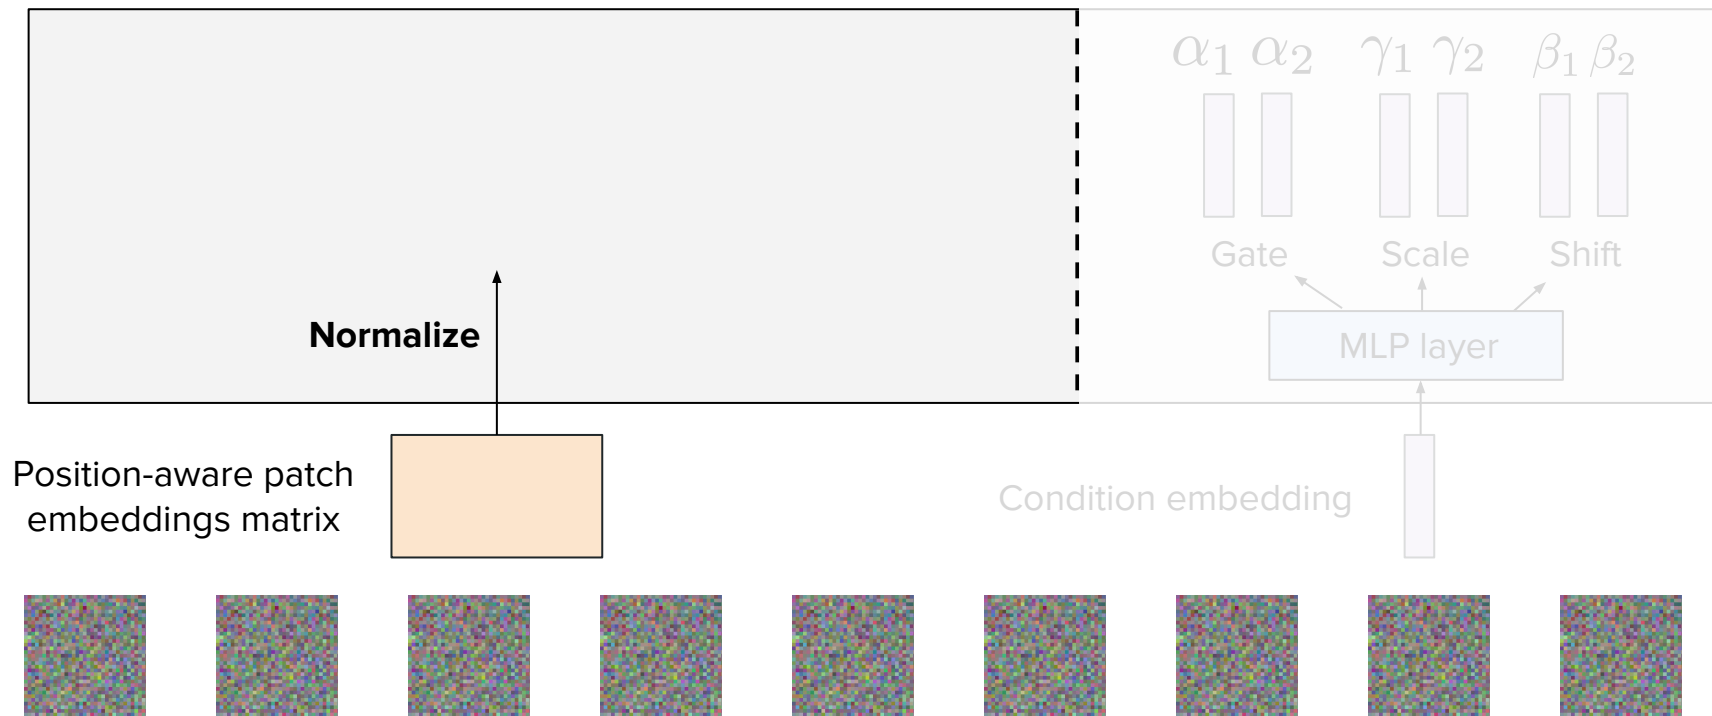 α₁ α₂ γ₁ γ₂ β₁ β₂
Gate Scale Shift
Normalize
MLP layer
Position-aware patch
embeddings matrix
Condition embedding